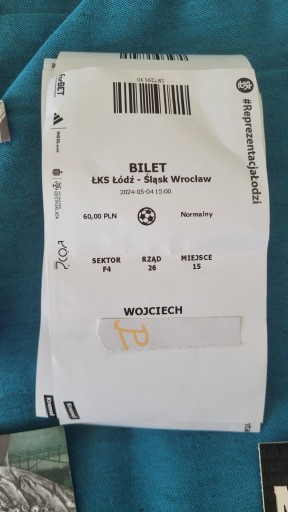 18729130
BILET
ŁKS Łódź - Śląsk Wrocław
2024-05-04 15:00
60,00 PLN
Normalny
SEKTOR RZĄD MIEJSCE
F4 26 15
WOJCIECH
#ReprezentacjaŁodzi